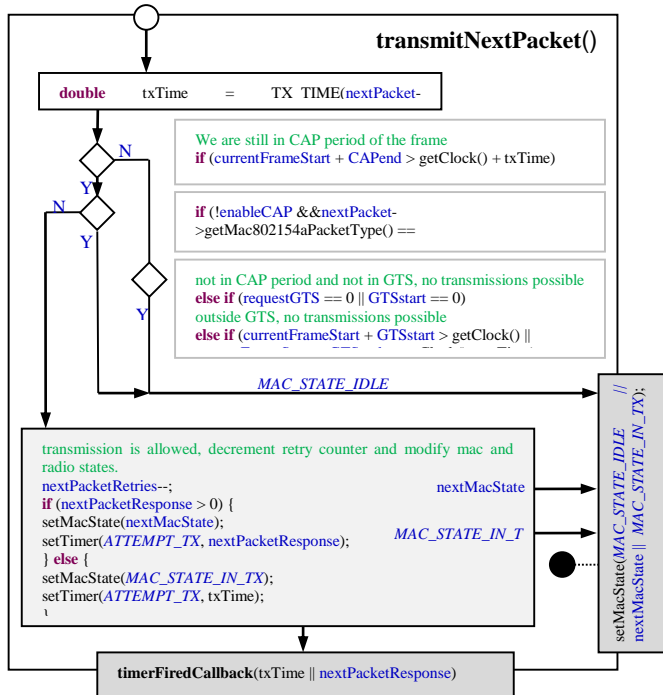 transmitNextPacket()
double txTime = TX TIME(nextPacket-
N
We are still in CAP period of the frame
if (currentFrameStart + CAPend > getClock() + txTime)
Y
N
Y
if (!enableCAP &&nextPacket-
>getMac802154aPacketType() ==
not in CAP period and not in GTS, no transmissions possible
else if (requestGTS == 0 || GTSstart == 0)
outside GTS, no transmissions possible
else if (currentFrameStart + GTSstart > getClock() ||
Y
MAC_STATE_IDLE
setMacState(MAC_STATE_IDLE //
nextMacState || MAC_STATE_IN_TX);
transmission is allowed, decrement retry counter and modify mac and
radio states.
nextPacketRetries--;
if (nextPacketResponse > 0) {
setMacState(nextMacState);
setTimer(ATTEMPT_TX, nextPacketResponse);
} else {
setMacState(MAC_STATE_IN_TX);
setTimer(ATTEMPT_TX, txTime);
}
nextMacState
MAC_STATE_IN_T
timerFiredCallback(txTime || nextPacketResponse)